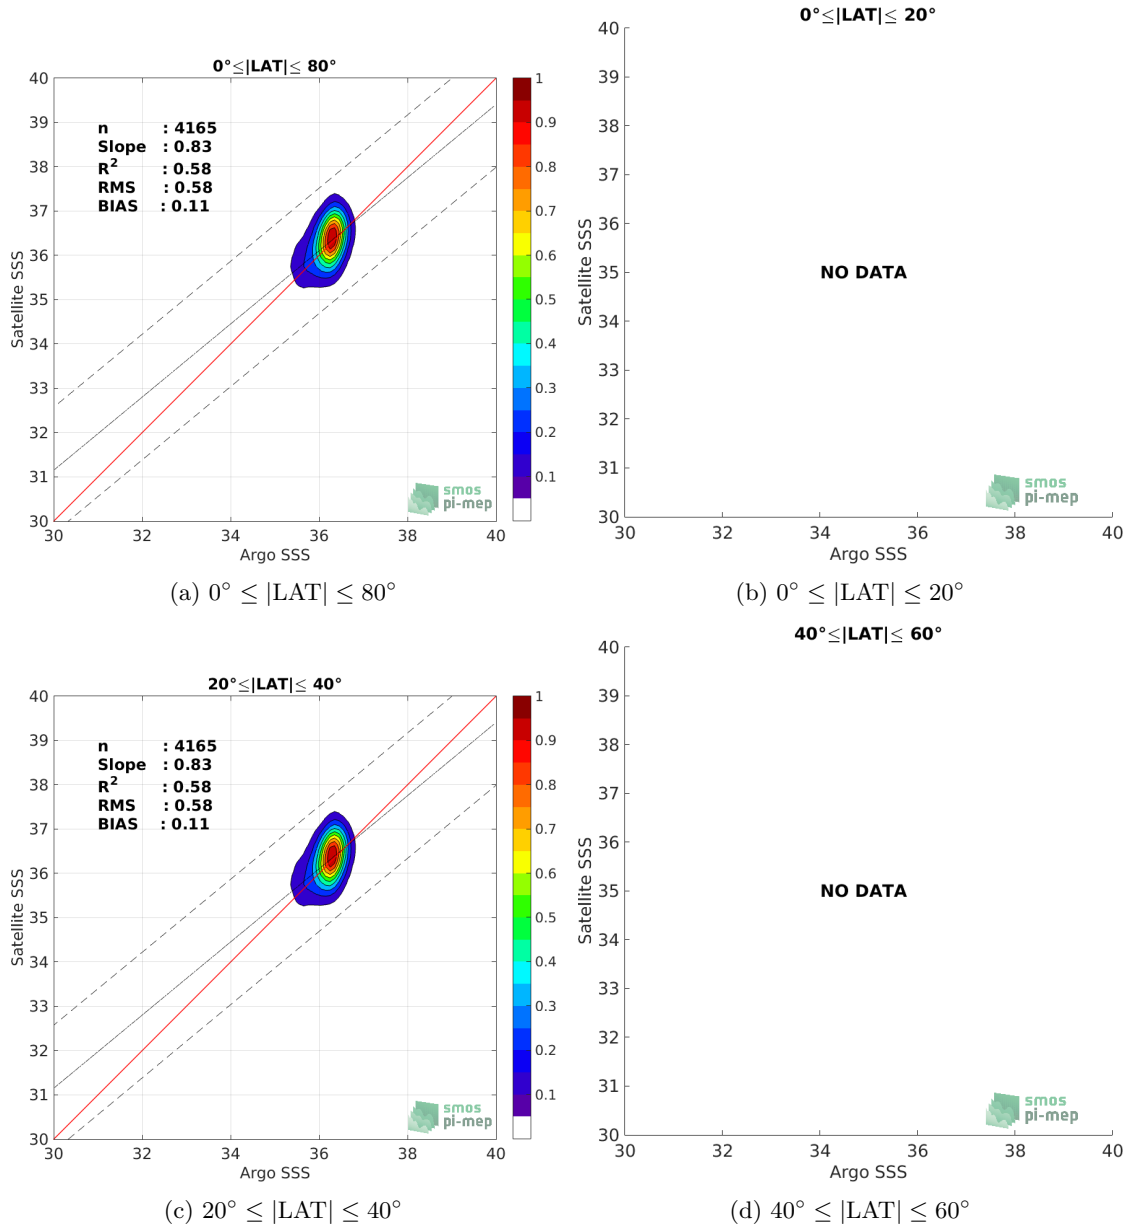 0°≤|LAT|≤ 80°
40
39
38
37
36
35
34
33
32
31
30
Satellite SSS
n : 4165
Slope : 0.83
R² : 0.58
RMS : 0.58
BIAS : 0.11
smos
pi-mep
30 32 34 36 38 40
Argo SSS
1
0.9
0.8
0.7
0.6
0.5
0.4
0.3
0.2
0.1
(a) 0° ≤ |LAT| ≤ 80°
0°≤|LAT|≤ 20°
40
39
38
37
36
35
34
33
32
31
30
Satellite SSS
NO DATA
smos
pi-mep
30 32 34 36 38 40
Argo SSS
(b) 0° ≤ |LAT| ≤ 20°
20°≤|LAT|≤ 40°
40
39
38
37
36
35
34
33
32
31
30
Satellite SSS
n : 4165
Slope : 0.83
R² : 0.58
RMS : 0.58
BIAS : 0.11
smos
pi-mep
30 32 34 36 38 40
Argo SSS
1
0.9
0.8
0.7
0.6
0.5
0.4
0.3
0.2
0.1
(c) 20° ≤ |LAT| ≤ 40°
40°≤|LAT|≤ 60°
40
39
38
37
36
35
34
33
32
31
30
Satellite SSS
NO DATA
smos
pi-mep
30 32 34 36 38 40
Argo SSS
(d) 40° ≤ |LAT| ≤ 60°